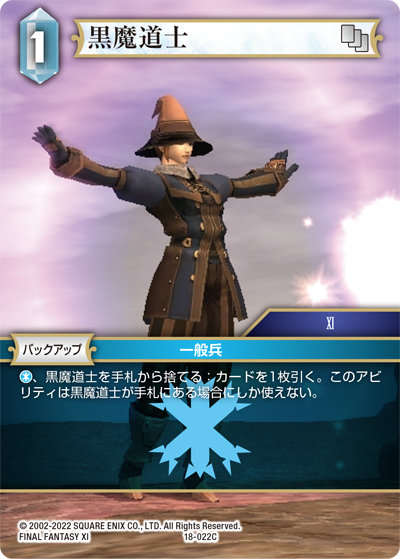 1
黒魔道士
XI
バックアップ
一般兵
水、黒魔道士を手札から捨てる：カードを1枚引く。このアビ
リティは黒魔道士が手札にある場合にしか使えない。
© 2002-2022 SQUARE ENIX CO., LTD. All Rights Reserved.
FINAL FANTASY XI
18-022C